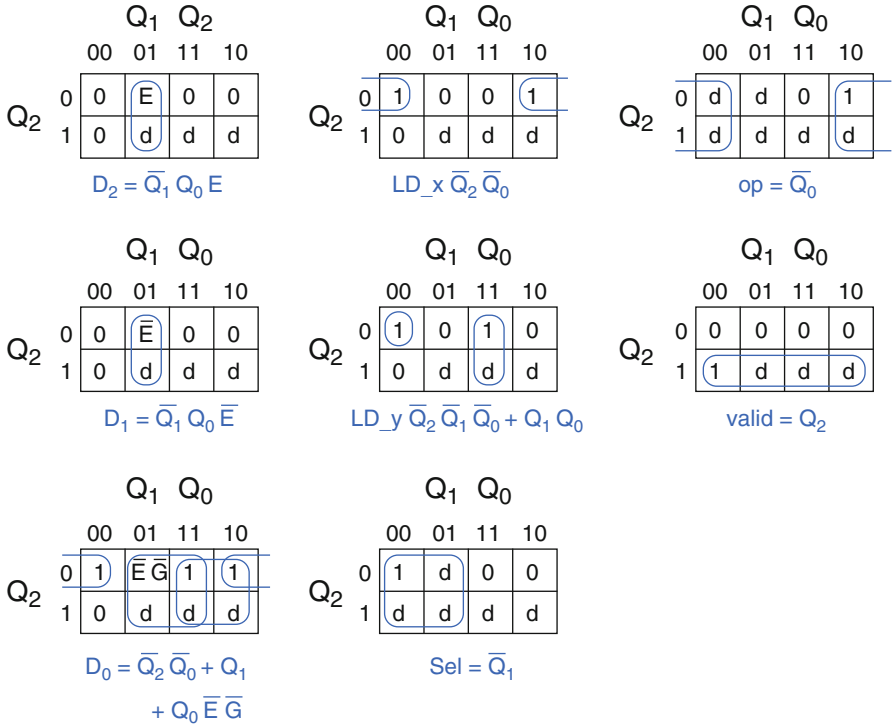 Q₁ Q₂
00 01 11 10
Q₂
0 0 E 0 0
1 0 d d d
D₂ = Q̅₁ Q₀ E
Q₁ Q₀
00 01 11 10
Q₂
0 1 0 0 1
1 0 d d d
LD_x Q̅₂ Q̅₀
Q₁ Q₀
00 01 11 10
Q₂
0 d d 0 1
1 d d d d
op = Q̅₀
Q₁ Q₀
00 01 11 10
Q₂
0 0 E̅ 0 0
1 0 d d d
D₁ = Q̅₁ Q₀ E̅
Q₁ Q₀
00 01 11 10
Q₂
0 1 0 1 0
1 0 d d d
LD_y Q̅₂ Q̅₁ Q̅₀ + Q₁ Q₀
Q₁ Q₀
00 01 11 10
Q₂
0 0 0 0 0
1 1 d d d
valid = Q₂
Q₁ Q₀
00 01 11 10
Q₂
0 1 E̅ G̅ 1 1
1 0 d d d
D₀ = Q̅₂ Q̅₀ + Q₁
+ Q₀ E̅ G̅
Q₁ Q₀
00 01 11 10
Q₂
0 1 d 0 0
1 d d d d
Sel = Q̅₁